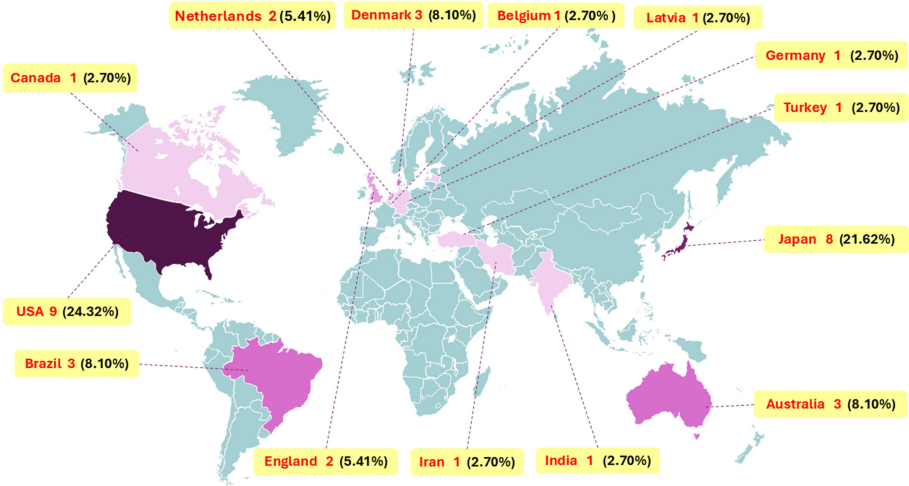 Netherlands 2 (5.41%)
Denmark 3 (8.10%)
Belgium 1 (2.70% )
Latvia 1 (2.70%)
Germany 1 (2.70%)
Canada 1 (2.70%)
Turkey 1 (2.70%)
Japan 8 (21.62%)
USA 9 (24.32%)
Brazil 3 (8.10%)
Australia 3 (8.10%)
England 2 (5.41%)
Iran 1 (2.70%)
India 1 (2.70%)